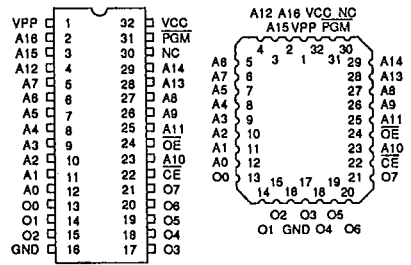 VPP 1 32 VCC
A16 2 31 PGM
A15 3 30 NC
A12 4 29 A14
A7 5 28 A13
A6 6 27 A8
A5 7 26 A9
A4 8 25 A11
A3 9 24 OE
A2 10 23 A10
A1 11 22 CE
A0 12 21 O7
O0 13 20 O6
O1 14 19 O5
O2 15 18 O4
GND 16 17 O3
A12 A16 VCC NC
A15 VPP PGM
4 2 32 30
3 1 31
A6 5 29 A14
A6 6 28 A13
A5 7 27 A8
A4 8 26 A9
A3 9 25 A11
A2 10 24 OE
A1 11 23 A10
A0 12 22 CE
O0 13 21 O7
15 17 18 19
14 16 20
O2 O3 O5
O1 GND O4 O6